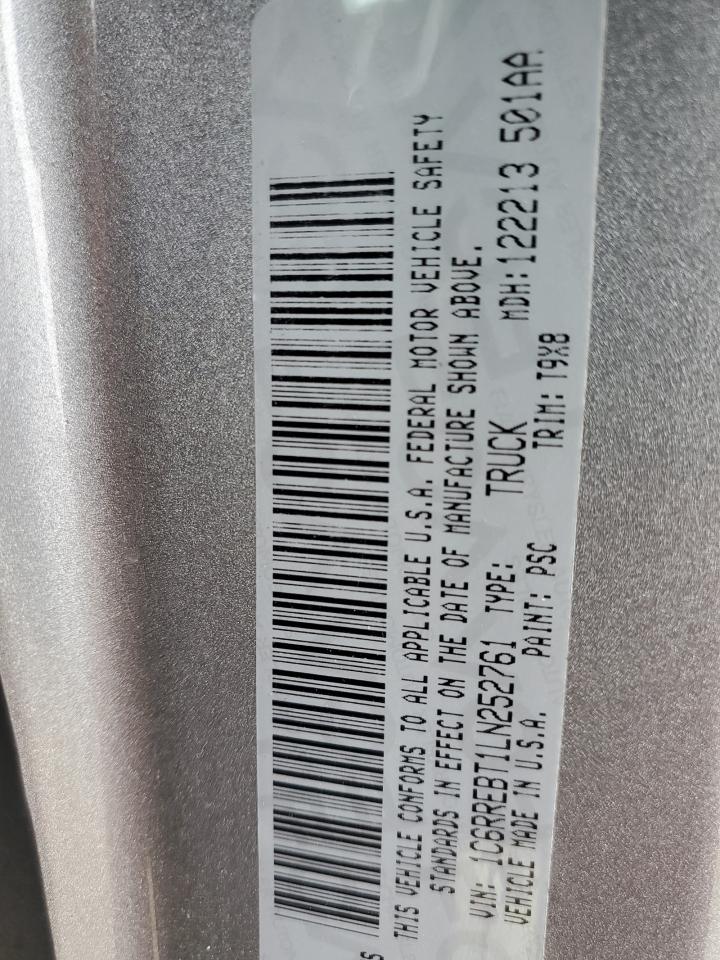 THIS VEHICLE CONFORMS TO ALL APPLICABLE U.S.A. FEDERAL MOTOR VEHICLE SAFETY
STANDARDS IN EFFECT ON THE DATE OF MANUFACTURE SHOWN ABOVE.
VIN: 1C6RREBT1LN252761 TYPE: TRUCK MDH:122213 501AA
VEHICLE MADE IN U.S.A. PAINT: PSC TRIM: T9X8